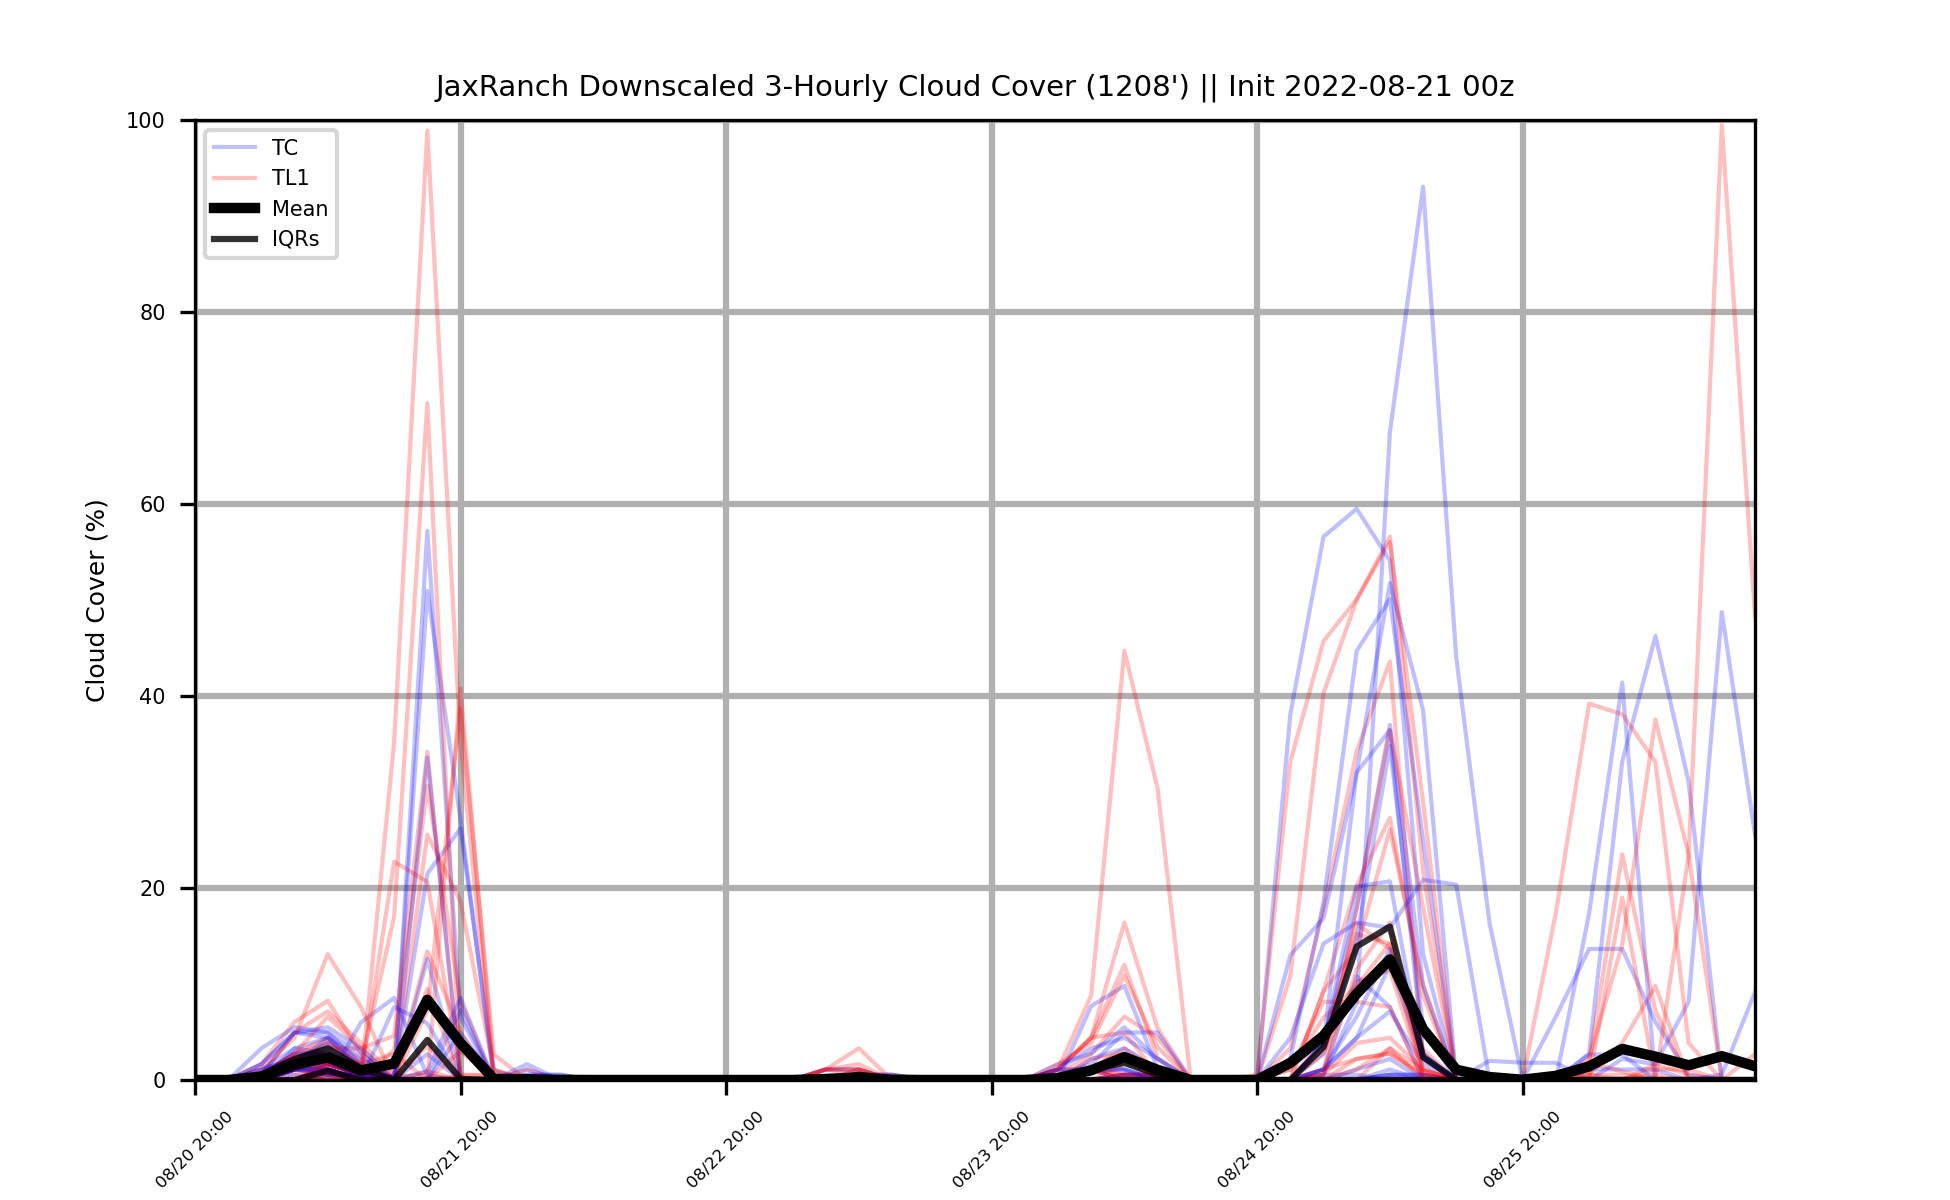 JaxRanch Downscaled 3-Hourly Cloud Cover (1208') || Init 2022-08-21 00z
100
80
60
40
20
0
Cloud Cover (%)
TC
TL1
Mean
IQRs
08/20 20:00
08/21 20:00
08/22 20:00
08/23 20:00
08/24 20:00
08/25 20:00